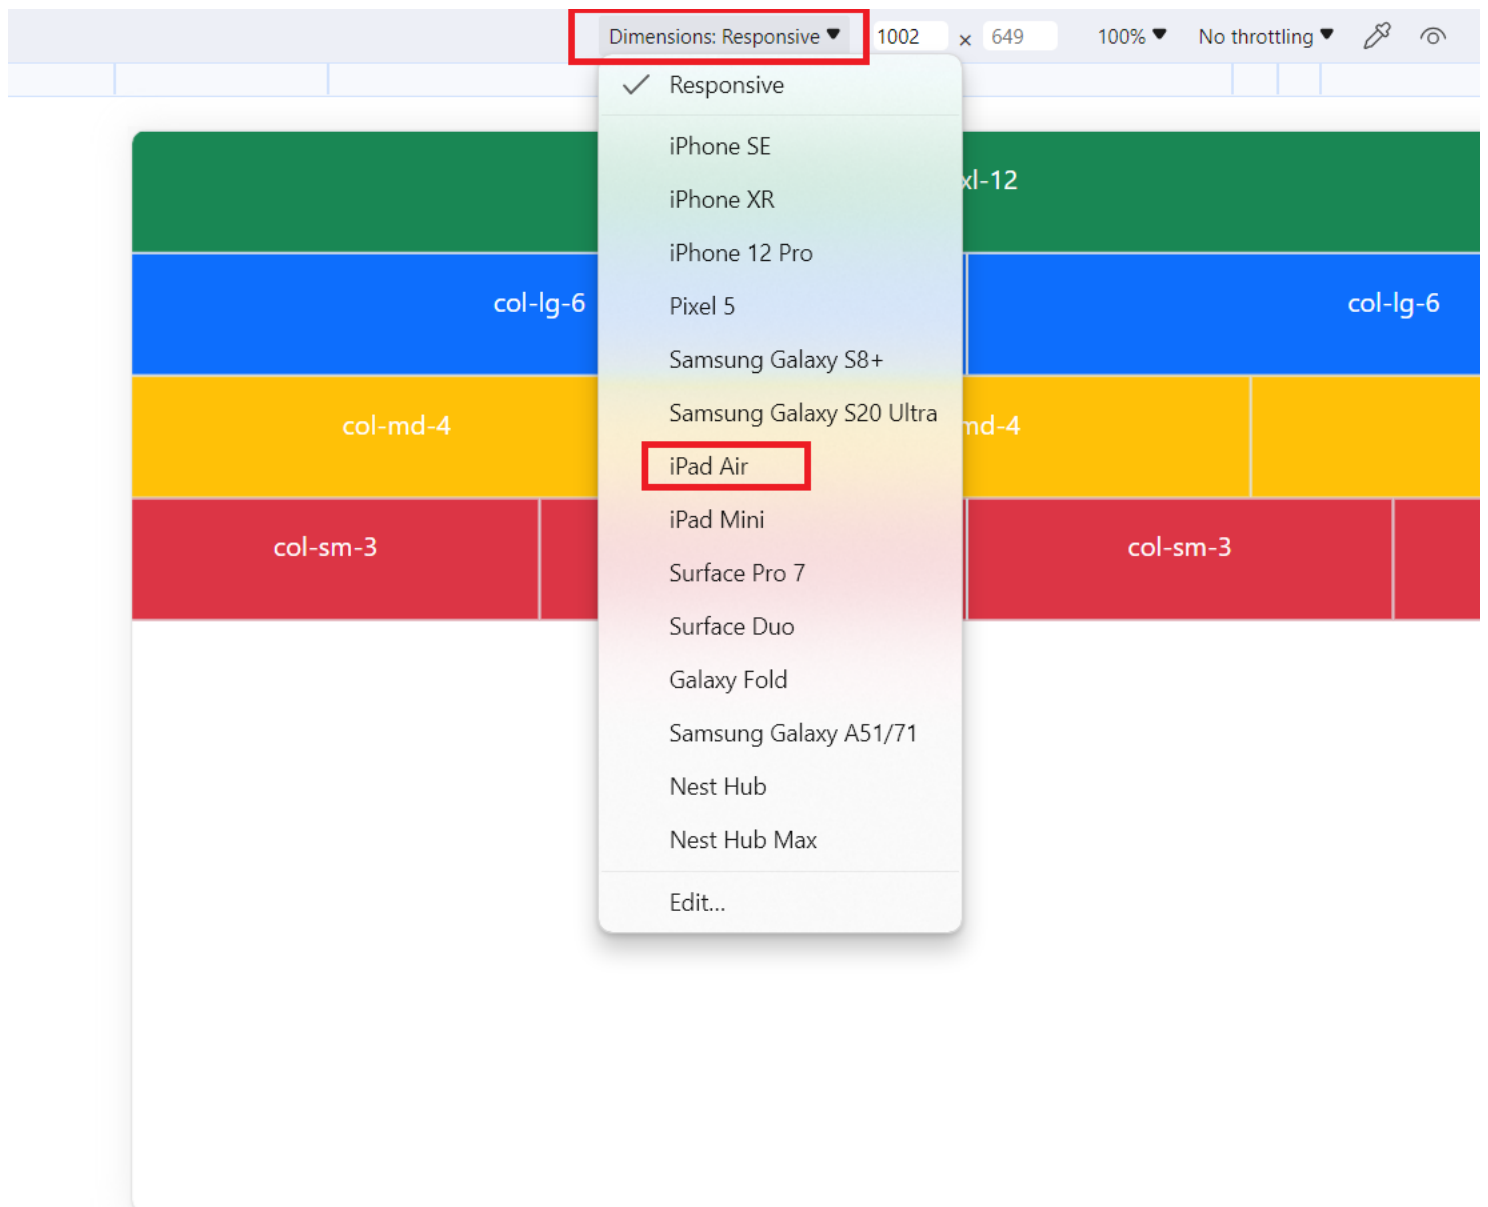 Dimensions: Responsive ▼ 1002 × 649 100% ▼ No throttling ▼
Responsive
iPhone SE
iPhone XR
iPhone 12 Pro
Pixel 5
Samsung Galaxy S8+
Samsung Galaxy S20 Ultra
iPad Air
iPad Mini
Surface Pro 7
Surface Duo
Galaxy Fold
Samsung Galaxy A51/71
Nest Hub
Nest Hub Max
Edit...
xl-12
col-lg-6 col-lg-6
col-md-4 md-4
col-sm-3 col-sm-3